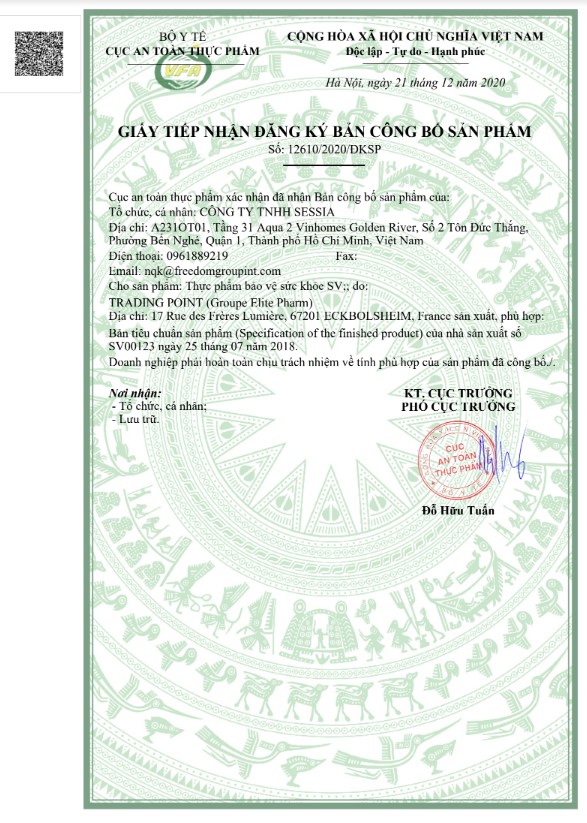 BỘ Y TẾ
CỤC AN TOÀN THỰC PHẨM
VFA
CỘNG HÒA XÃ HỘI CHỦ NGHĨA VIỆT NAM
Độc lập - Tự do - Hạnh phúc
Hà Nội, ngày 21 tháng 12 năm 2020
GIẤY TIẾP NHẬN ĐĂNG KÝ BẢN CÔNG BỐ SẢN PHẨM
Số: 12610/2020/ĐKSP
Cục an toàn thực phẩm xác nhận đã nhận Bản công bố sản phẩm của:
Tổ chức, cá nhân: CÔNG TY TNHH SESSIA
Địa chỉ: A231OT01, Tầng 31 Aqua 2 Vinhomes Golden River, Số 2 Tôn Đức Thắng,
Phường Bến Nghé, Quận 1, Thành phố Hồ Chí Minh, Việt Nam
Điện thoại: 0961889219 Fax:
Email: nqk@freedomgroupint.com
Cho sản phẩm: Thực phẩm bảo vệ sức khỏe SV;; do:
TRADING POINT (Groupe Elite Pharm)
Địa chỉ: 17 Rue des Frères Lumière, 67201 ECKBOLSHEIM, France sản xuất, phù hợp:
Bản tiêu chuẩn sản phẩm (Specification of the finished product) của nhà sản xuất số
SV00123 ngày 25 tháng 07 năm 2018.
Doanh nghiệp phải hoàn toàn chịu trách nhiệm về tính phù hợp của sản phẩm đã công bố./.
Nơi nhận:
- Tổ chức, cá nhân;
- Lưu trữ.
KT. CỤC TRƯỞNG
PHÓ CỤC TRƯỞNG
CỤC
AN TOÀN
THỰC PHẨM
Đỗ Hữu Tuấn